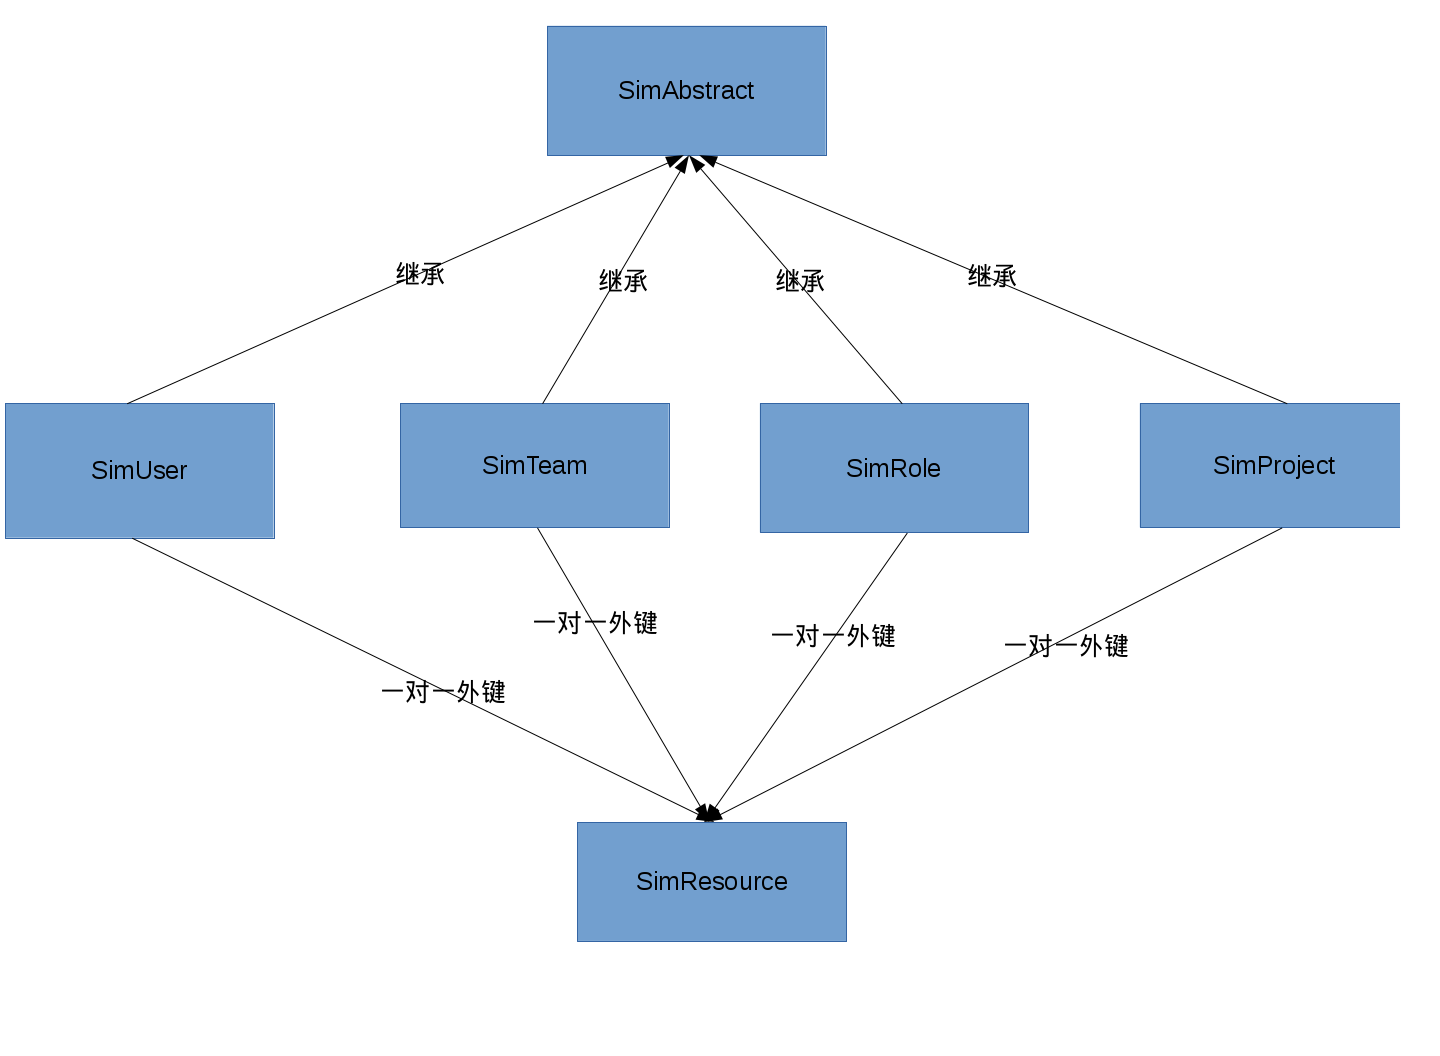 SimAbstract
继承
继承
继承
继承
SimUser
SimTeam
SimRole
SimProject
一对一外键
一对一外键
一对一外键
一对一外键
SimResource